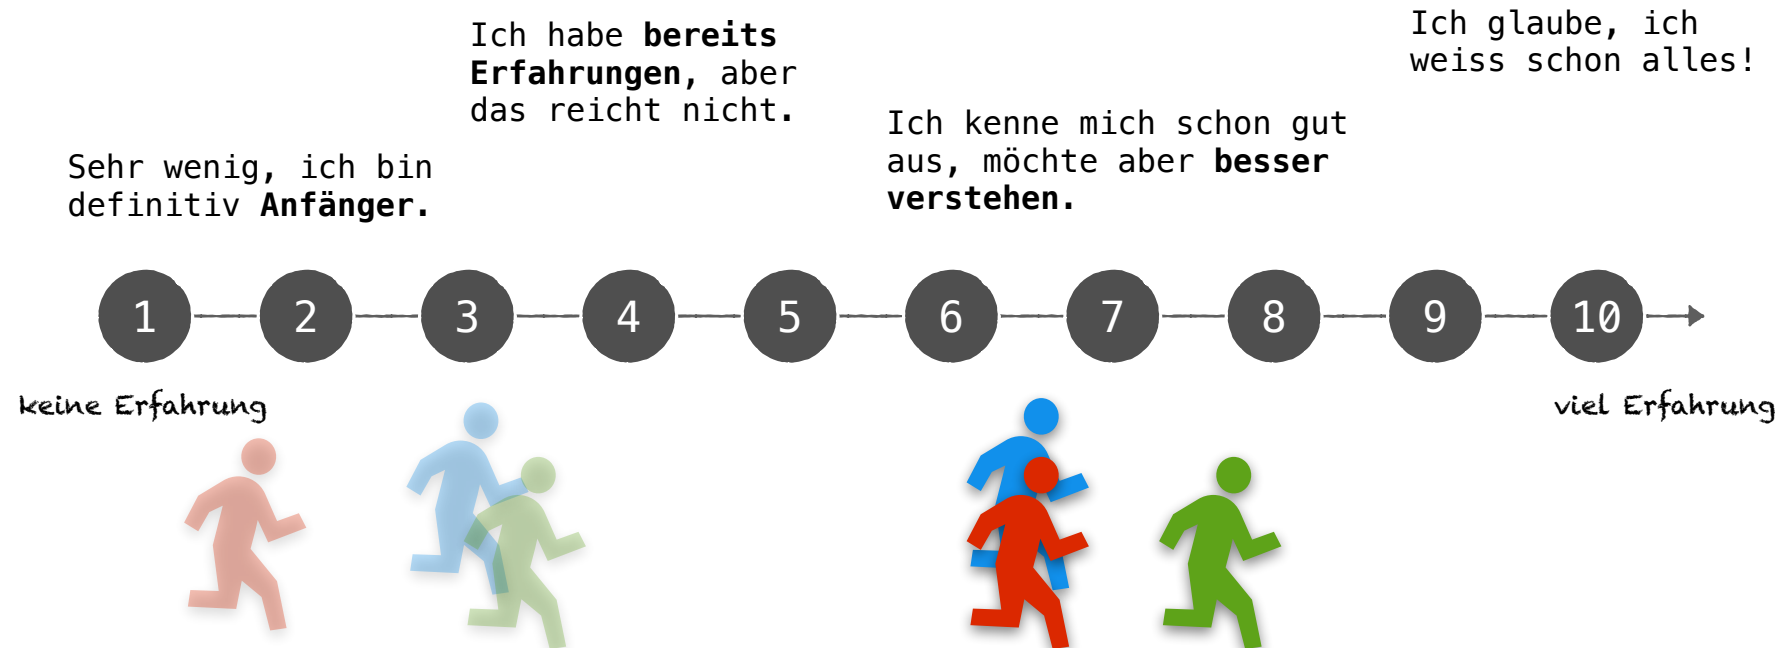 Sehr wenig, ich bin
definitiv Anfänger.
Ich habe bereits
Erfahrungen, aber
das reicht nicht.
Ich kenne mich schon gut
aus, möchte aber besser
verstehen.
Ich glaube, ich
weiss schon alles!
1 2 3 4 5 6 7 8 9 10
keine Erfahrung
viel Erfahrung